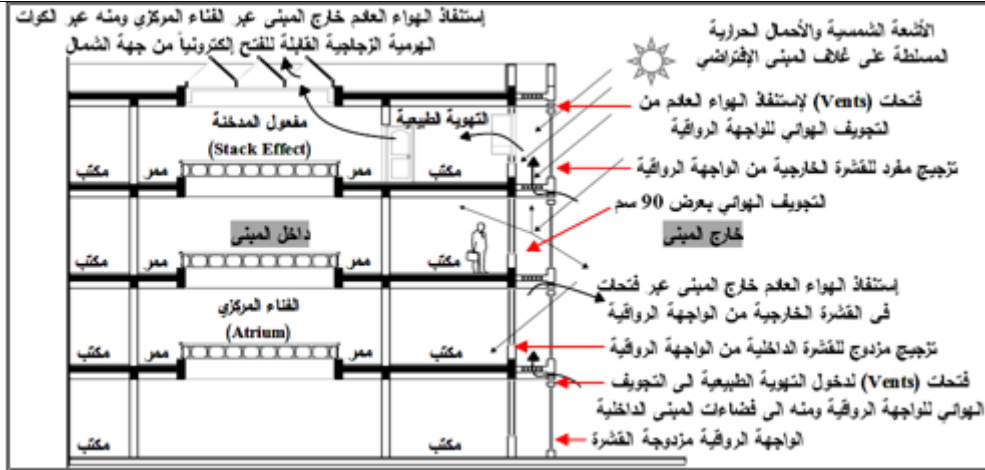 إستنفاذ الهواء العادم خارج المبنى عبر الفناء المركزي ومنه عبر الكوات
الهرمية الزجاجية القابلة للفتح إلكترونياً من جهة الشمال
الأشعة الشمسية والأحمال الحرارية
المسلطة على غلاف المبنى الإفتراضي
فتحات (Vents) لإستنفاذ الهواء العادم من
التجويف الهوائي للواجهة الرواقية
التهوية الطبيعية
مفعول المدخنة
(Stack Effect)
تزجيج مفرد للقشرة الخارجية من الواجهة الرواقية
مكتب
ممر
ممر
مكتب
التجويف الهوائي بعرض 90 سم
خارج المبنى
داخل المبنى
مكتب
ممر
ممر
مكتب
إستنفاذ الهواء العادم خارج المبنى عبر فتحات
فى القشرة الخارجية من الواجهة الرواقية
الفناء المركزي
(Atrium)
تزجيج مزدوج للقشرة الداخلية من الواجهة الرواقية
مكتب
ممر
ممر
مكتب
فتحات (Vents) لدخول التهوية الطبيعية الى التجويف
الهوائي للواجهة الرواقية ومنه الى فضاءات المبنى الداخلية
الواجهة الرواقية مزدوجة القشرة
مكتب
مكتب